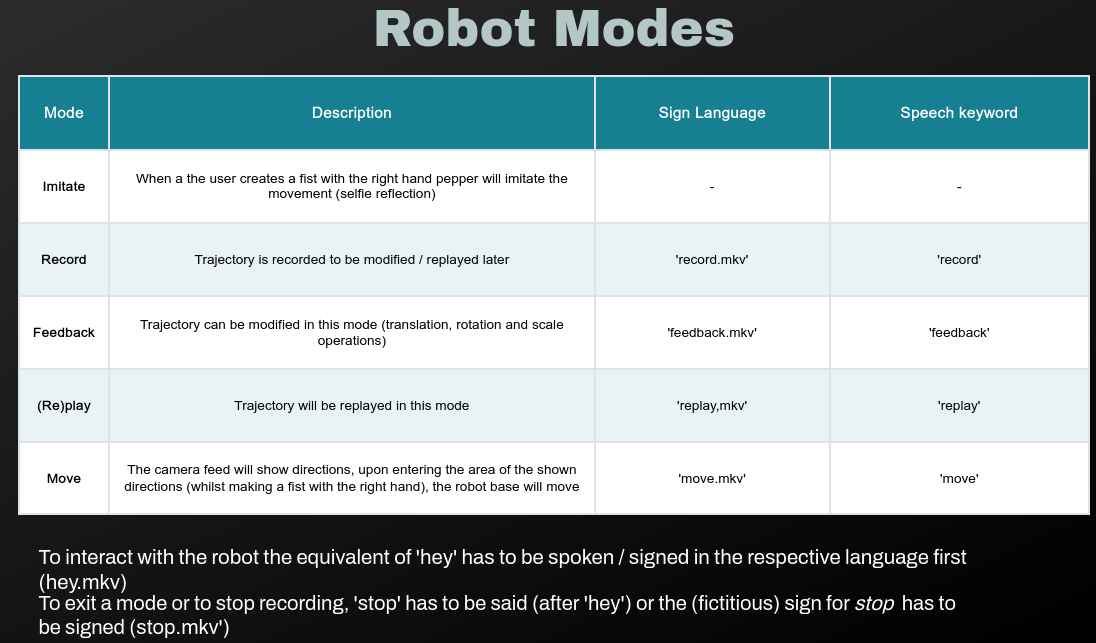 Robot Modes
Mode
Description
Sign Language
Speech keyword
Imitate
When a the user creates a fist with the right hand pepper will imitate the
movement (selfie reflection)
-
-
Record
Trajectory is recorded to be modified / replayed later
'record.mkv'
'record'
Feedback
Trajectory can be modified in this mode (translation, rotation and scale
operations)
'feedback.mkv'
'feedback'
(Re)play
Trajectory will be replayed in this mode
'replay,mkv'
'replay'
Move
The camera feed will show directions, upon entering the area of the shown
directions (whilst making a fist with the right hand), the robot base will move
'move.mkv'
'move'
To interact with the robot the equivalent of 'hey' has to be spoken / signed in the respective language first
(hey.mkv)
To exit a mode or to stop recording, 'stop' has to be said (after 'hey') or the (fictitious) sign for stop has to
be signed (stop.mkv')